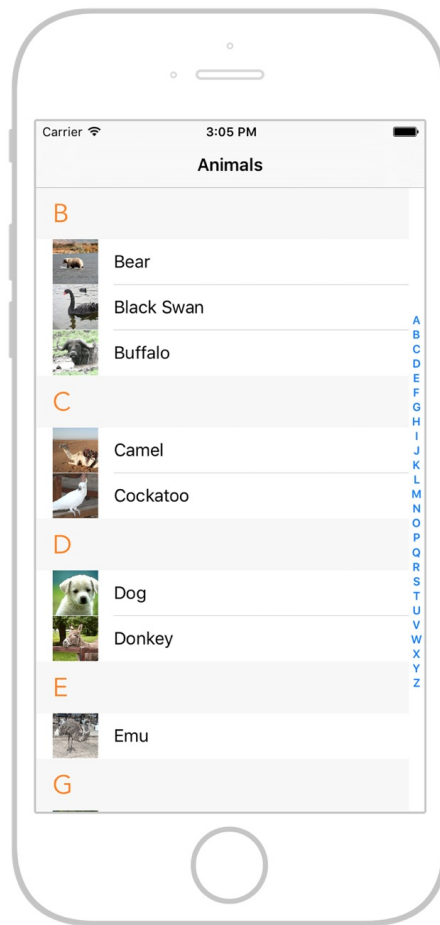 Carrier 3:05 PM
Animals
B
Bear
Black Swan
Buffalo
C
Camel
Cockatoo
D
Dog
Donkey
E
Emu
G
A
B
C
D
E
F
G
H
I
J
K
L
M
N
O
P
Q
R
S
T
U
V
W
X
Y
Z